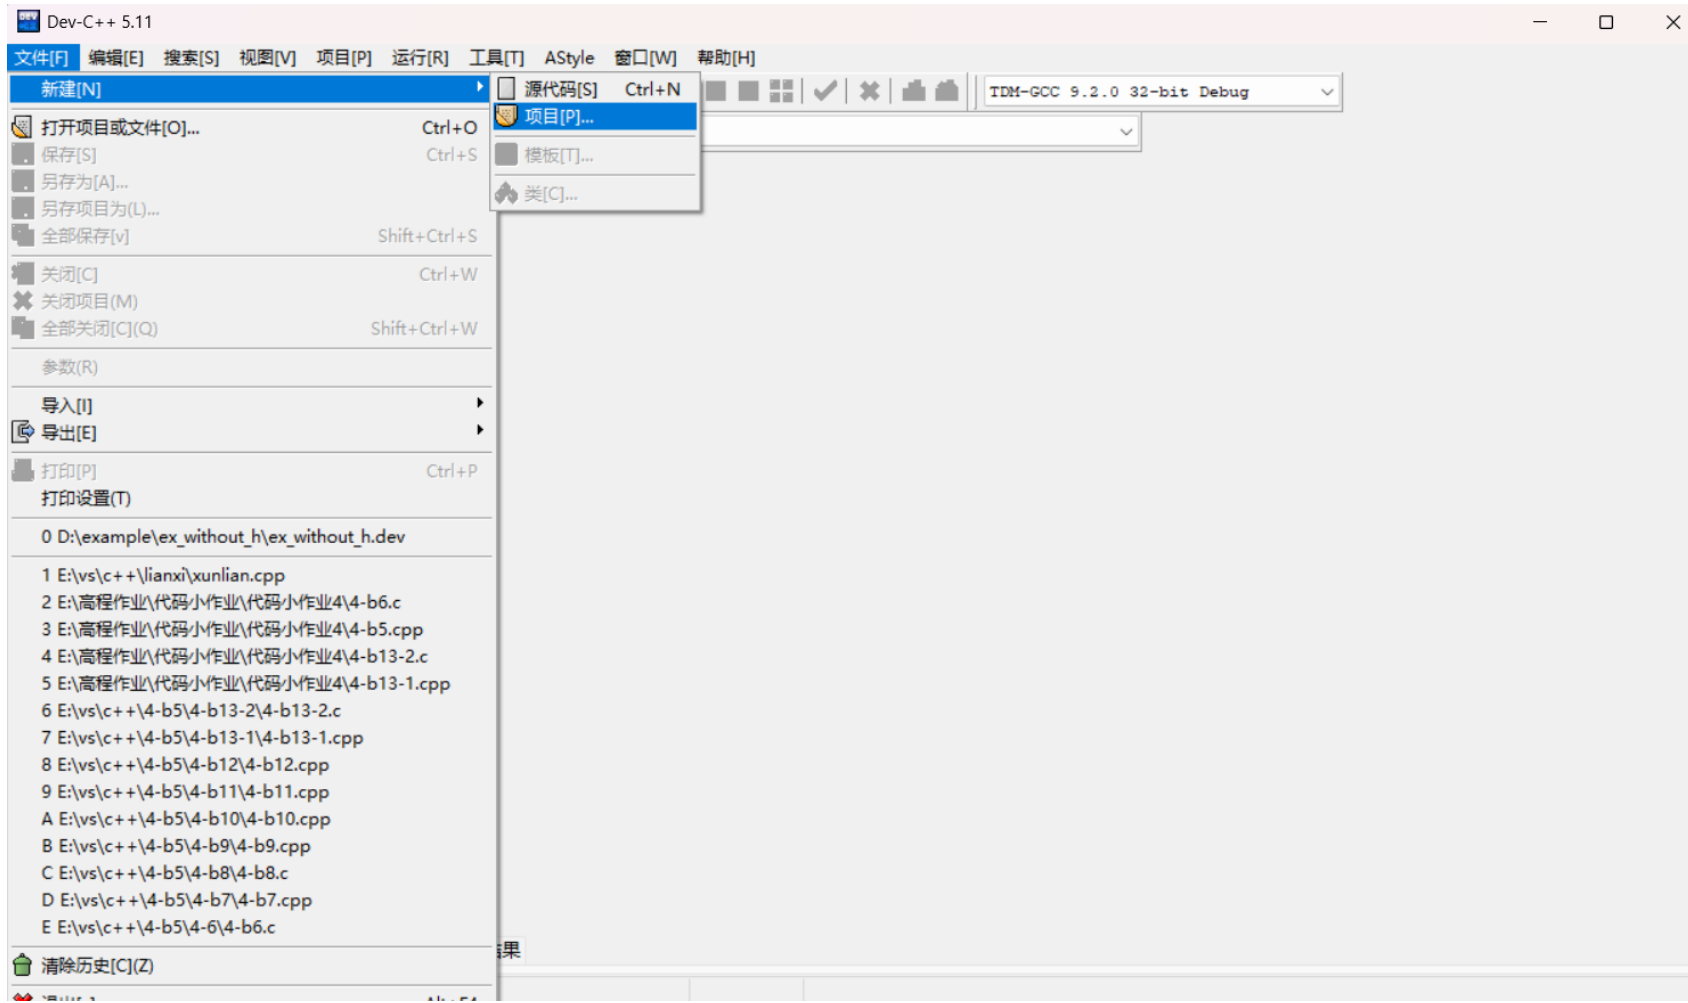 Dev-C++ 5.11
文件[F] 编辑[E] 搜索[S] 视图[V] 项目[P] 运行[R] 工具[T] AStyle 窗口[W] 帮助[H]
新建[N]
源代码[S] Ctrl+N
项目[P]...
模板[T]...
类[C]...
TDM-GCC 9.2.0 32-bit Debug
打开项目或文件[O]... Ctrl+O
保存[S] Ctrl+S
另存为[A]...
另存项目为(L)...
全部保存[v] Shift+Ctrl+S
关闭[C] Ctrl+W
关闭项目(M)
全部关闭[C](Q) Shift+Ctrl+W
参数(R)
导入[I]
导出[E]
打印[P] Ctrl+P
打印设置(T)
0 D:\example\ex_without_h\ex_without_h.dev
1 E:\vs\c++\lianxi\xunlian.cpp
2 E:\高程作业\代码小作业\代码小作业4\4-b6.c
3 E:\高程作业\代码小作业\代码小作业4\4-b5.cpp
4 E:\高程作业\代码小作业\代码小作业4\4-b13-2.c
5 E:\高程作业\代码小作业\代码小作业4\4-b13-1.cpp
6 E:\vs\c++\4-b5\4-b13-2\4-b13-2.c
7 E:\vs\c++\4-b5\4-b13-1\4-b13-1.cpp
8 E:\vs\c++\4-b5\4-b12\4-b12.cpp
9 E:\vs\c++\4-b5\4-b11\4-b11.cpp
A E:\vs\c++\4-b5\4-b10\4-b10.cpp
B E:\vs\c++\4-b5\4-b9\4-b9.cpp
C E:\vs\c++\4-b5\4-b8\4-b8.c
D E:\vs\c++\4-b5\4-b7\4-b7.cpp
E E:\vs\c++\4-b5\4-6\4-b6.c
果
清除历史[C](Z)